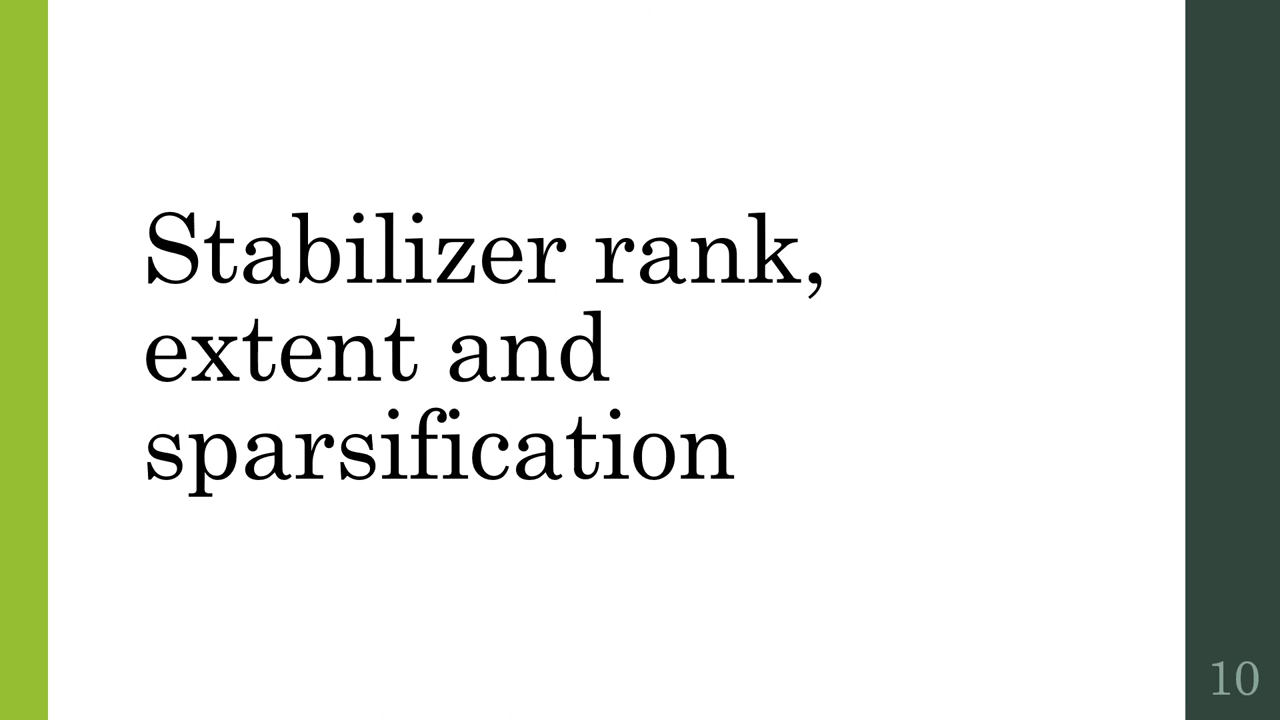 Stabilizer rank,
extent and
sparsification
10